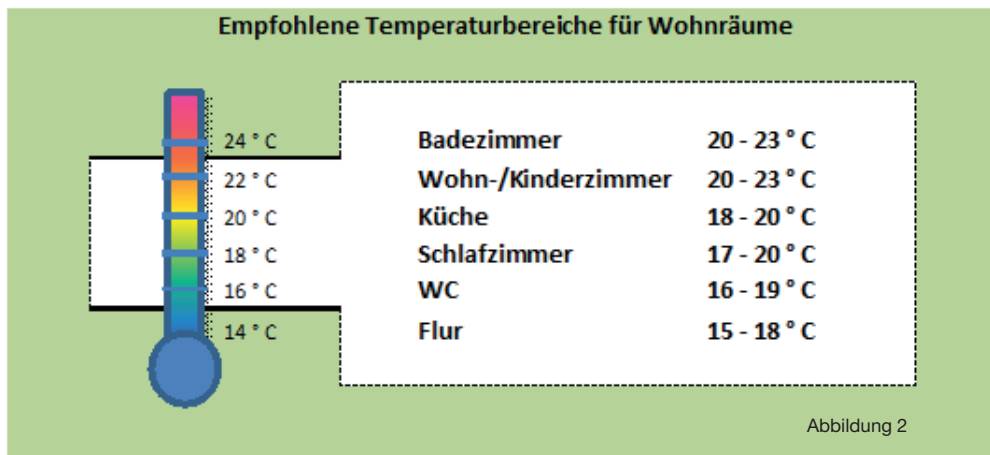 Empfohlene Temperaturbereiche für Wohnräume
24 ° C
22 ° C
20 ° C
18 ° C
16 ° C
14 ° C
Badezimmer 20 - 23 ° C
Wohn-/Kinderzimmer 20 - 23 ° C
Küche 18 - 20 ° C
Schlafzimmer 17 - 20 ° C
WC 16 - 19 ° C
Flur 15 - 18 ° C
Abbildung 2